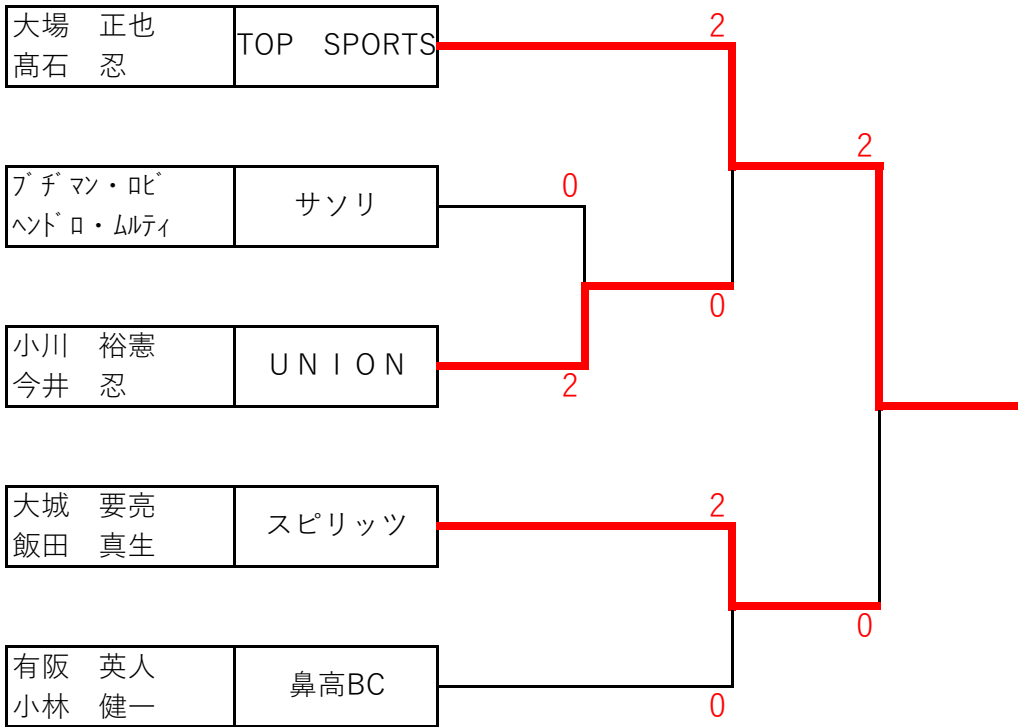 大場　正也
髙石　忍
TOP　SPORTS
2
2
ﾌﾞﾁﾞﾏﾝ・ﾛﾋﾞ
ﾍﾝﾄﾞﾛ・ﾑﾙﾃｨ
サソリ
0
0
小川　裕憲
今井　忍
ＵＮＩＯＮ
2
大城　要亮
飯田　真生
スピリッツ
2
0
有阪　英人
小林　健一
鼻高BC
0